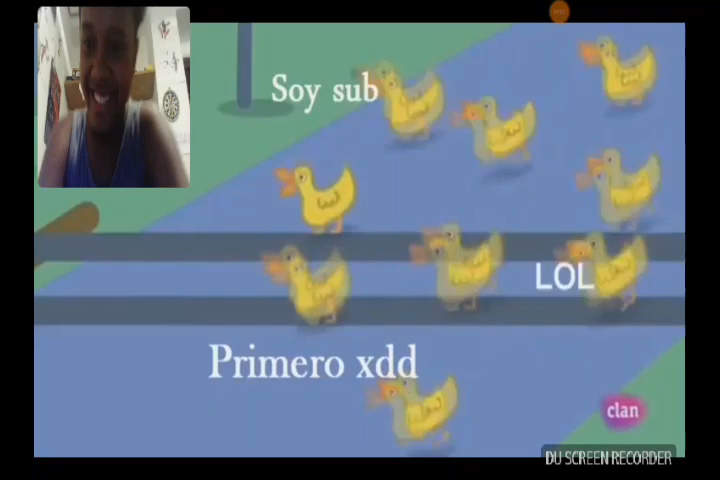 Soy sub
LOL
Primero xdd
clan
DU SCREEN RECORDER